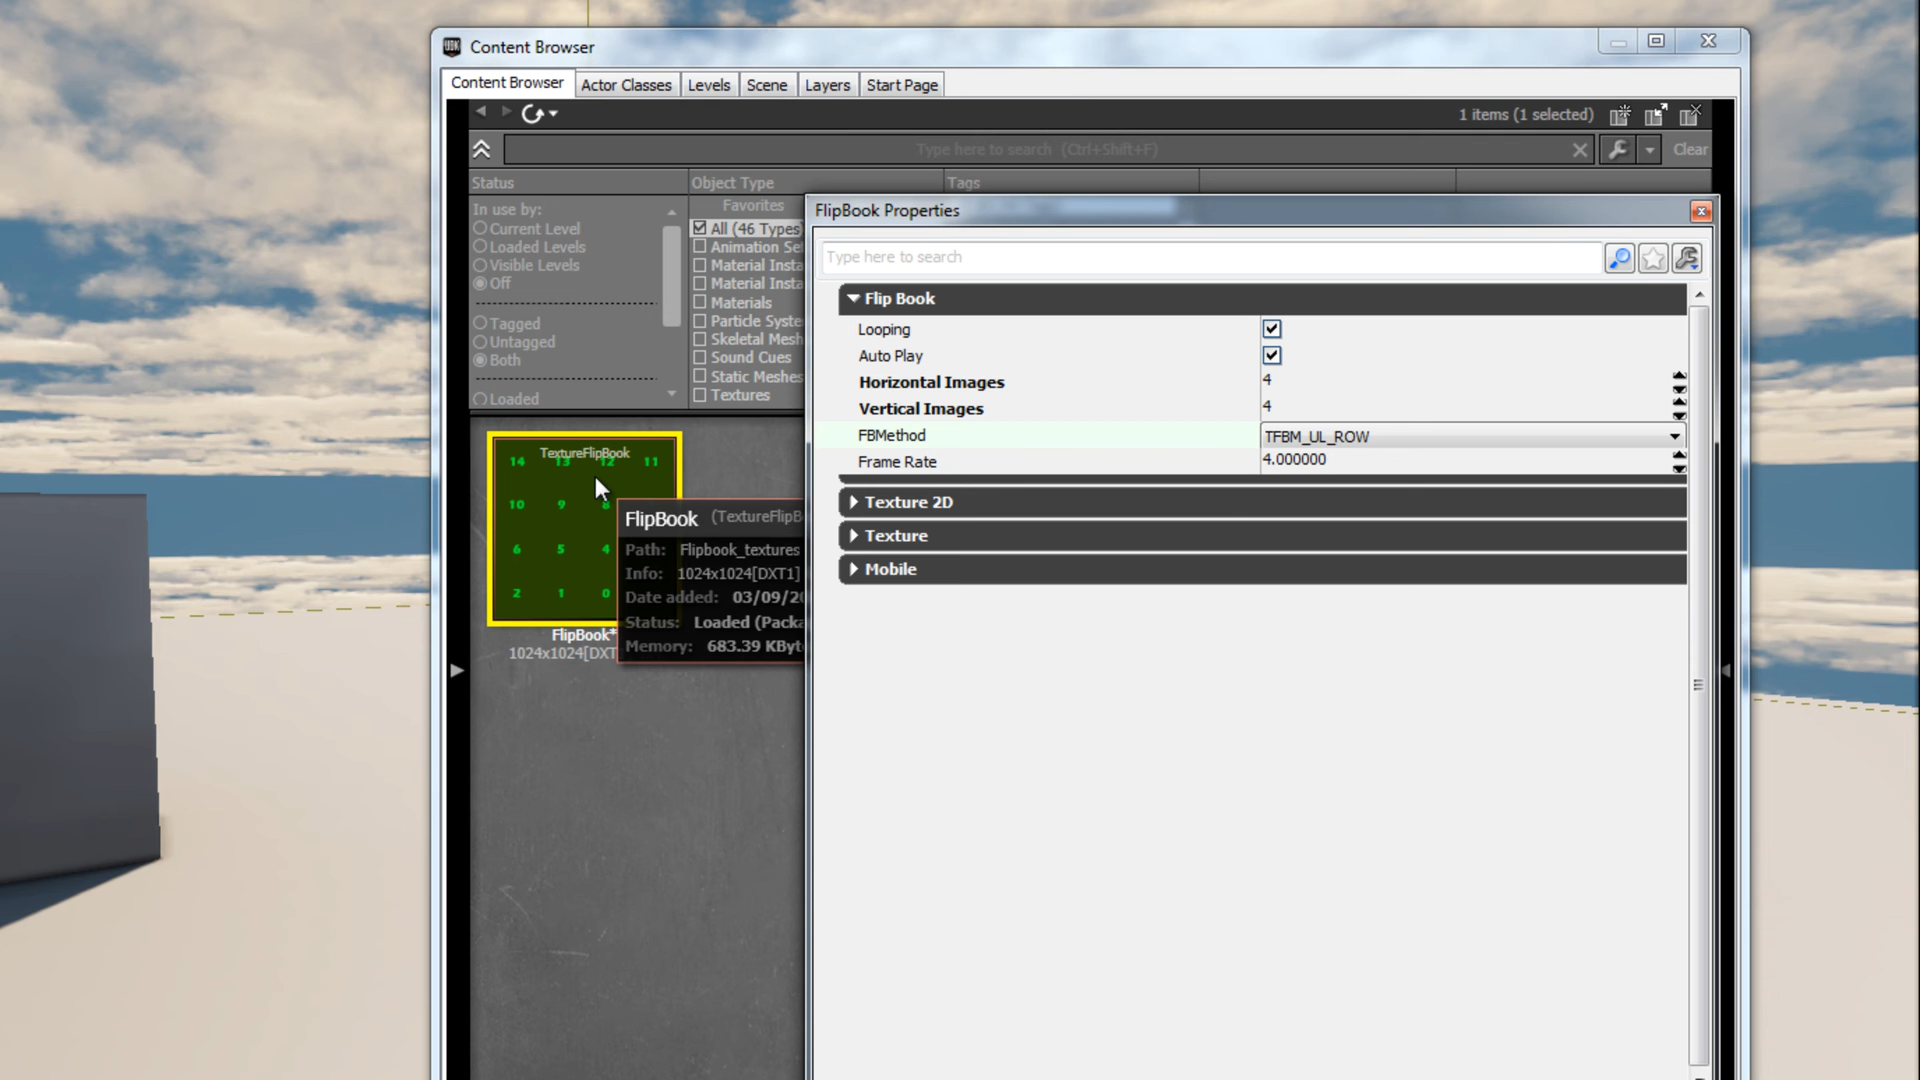 Content Browser
Content Browser Actor Classes Levels Scene Layers Start Page
1 items (1 selected)
Type here to search (Ctrl+Shift+F) Clear
Status Object Type Tags
In use by:
Current Level
Loaded Levels
Visible Levels
Off
Tagged
Untagged
Both
Loaded
Favorites
All (46 Types)
Animation Se
Material Insta
Material Insta
Materials
Particle Syste
Skeletal Mesh
Sound Cues
Static Meshes
Textures
FlipBook Properties
Type here to search
Flip Book
Looping
Auto Play
Horizontal Images 4
Vertical Images 4
FBMethod TFBM_UL_ROW
Frame Rate 4.000000
Texture 2D
Texture
Mobile
TextureFlipBook
14 13 12 11
10 9 8
6 5 4
2 1 0
FlipBook*
1024x1024[DXT
FlipBook (TextureFlipB
Path: Flipbook_textures
Info: 1024x1024[DXT1]
Date added: 03/09/20
Status: Loaded (Packa
Memory: 683.39 KByt